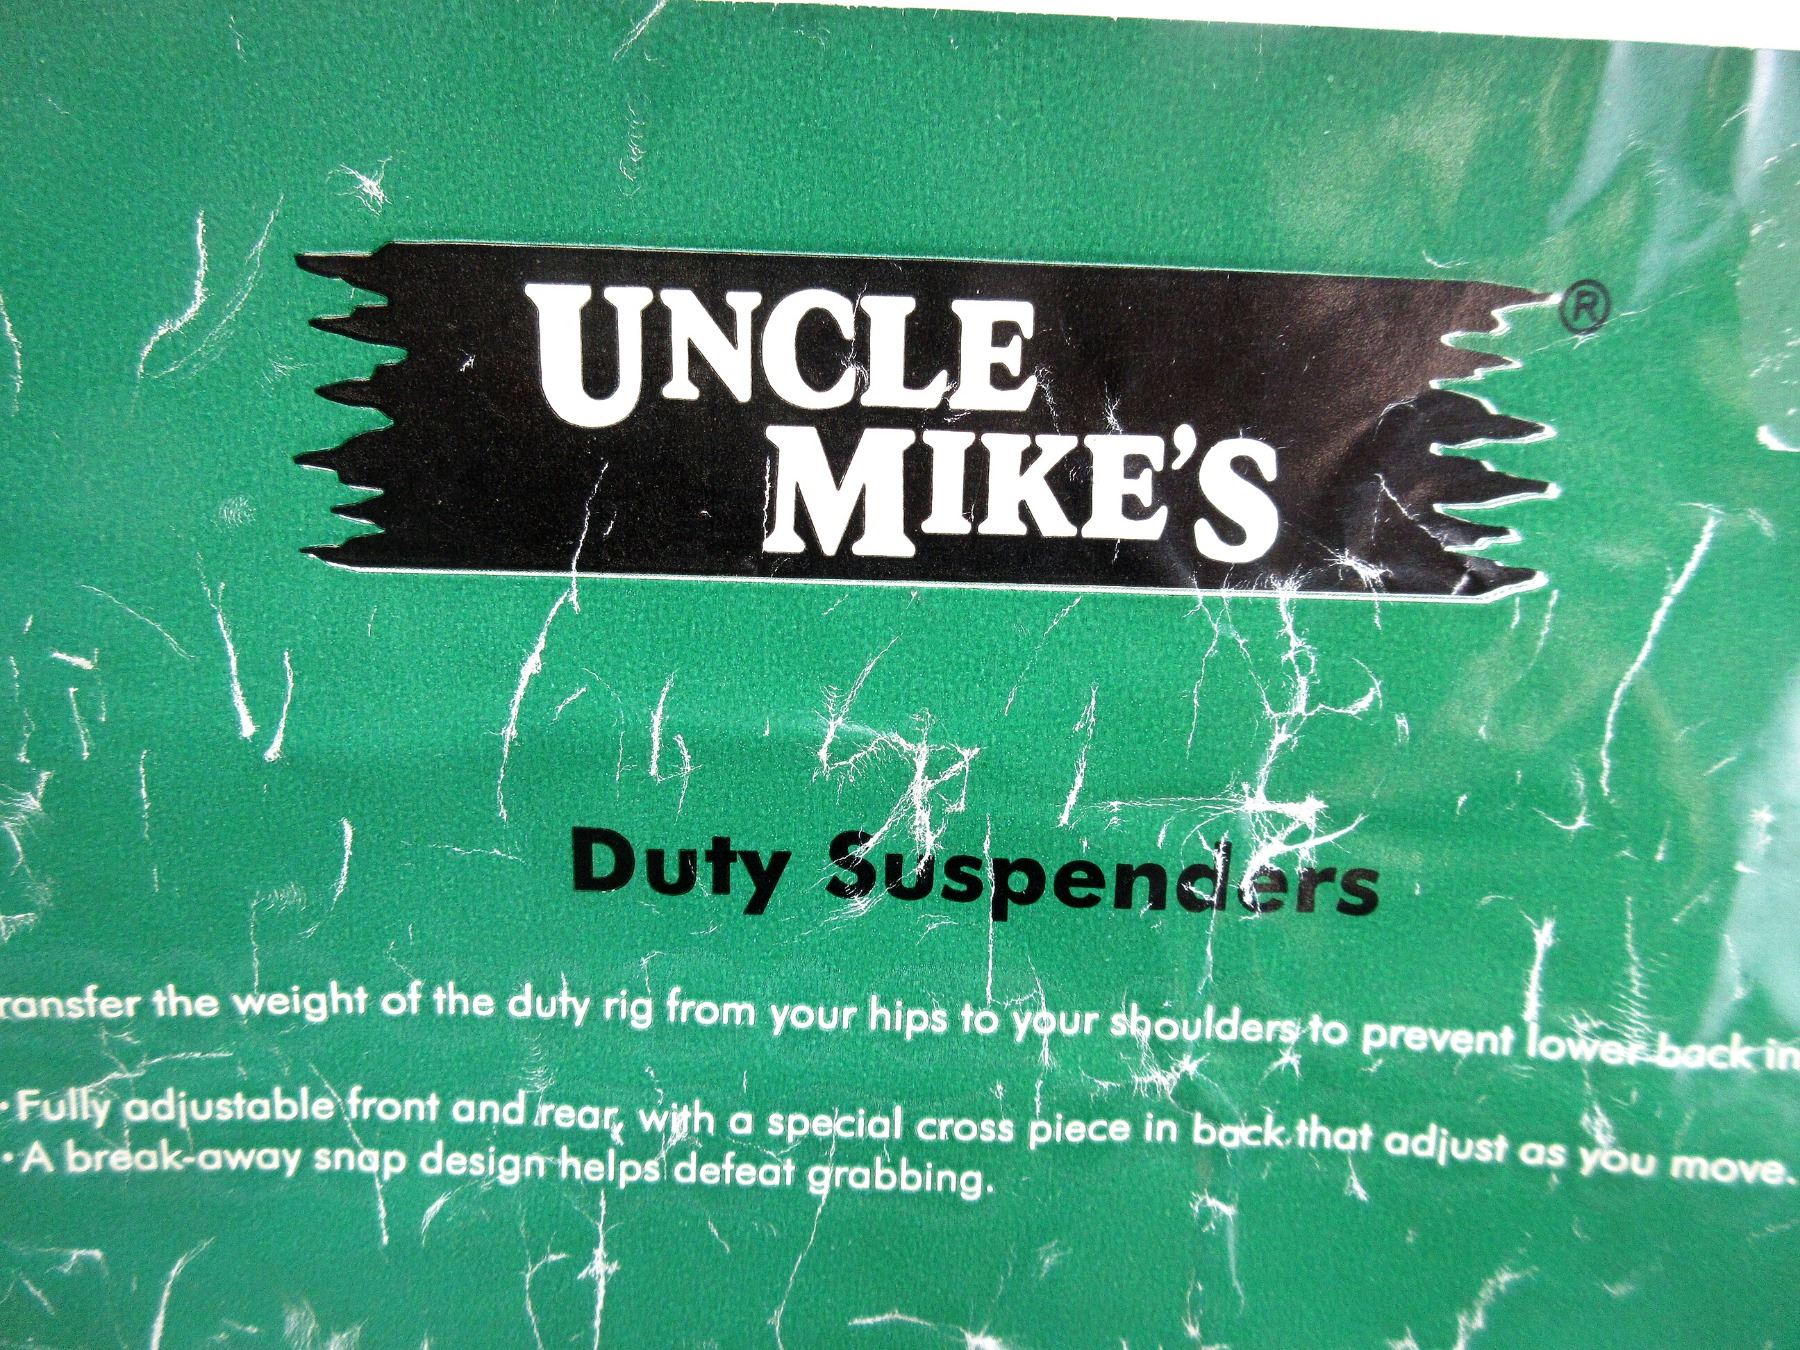 UNCLE
MIKE'S
®
Duty Suspenders
ransfer the weight of the duty rig from your hips to your shoulders to prevent lower back in
•Fully adjustable front and rear, with a special cross piece in back that adjust as you move.
•A break-away snap design helps defeat grabbing.